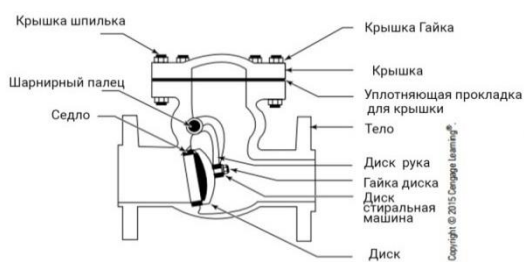 Крышка шпилька
Крышка Гайка
Крышка
Шарнирный палец
Уплотняющая прокладка
для крышки
Седло
Тело
Диск рука
Гайка диска
Диск
стиральная
машина
Диск
Copyright © 2015 Cengage Learning®.